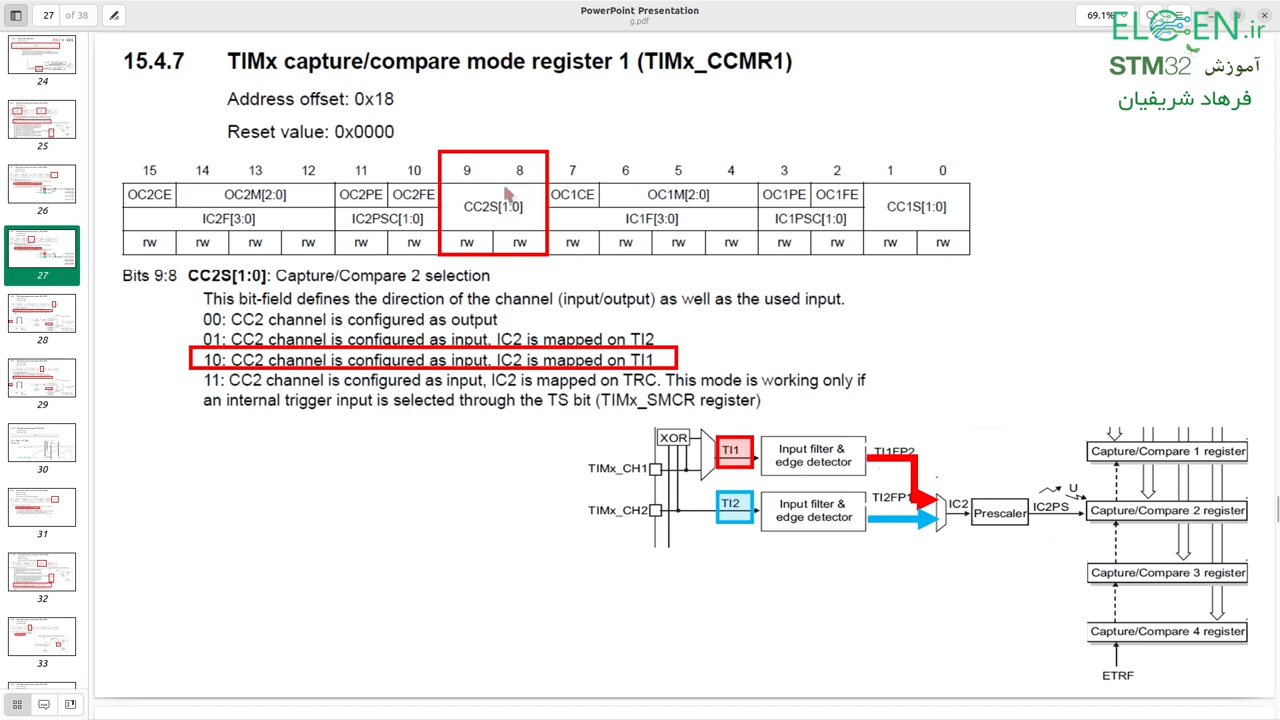 27 of 38
PowerPoint Presentation
g.pdf
69.1%
ELGEN.ir
آموزش STM32
فرهاد شریفیان
24
25
26
27
28
29
30
31
32
33
15.4.7 TIMx capture/compare mode register 1 (TIMx_CCMR1)
Address offset: 0x18
Reset value: 0x0000
15 14 13 12 11 10 9 8 7 6 5 4 3 2 1 0
OC2CE OC2M[2:0] OC2PE OC2FE CC2S[1:0] OC1CE OC1M[2:0] OC1PE OC1FE CC1S[1:0]
IC2F[3:0] IC2PSC[1:0] IC1F[3:0] IC1PSC[1:0]
rw rw rw rw rw rw rw rw rw rw rw rw rw rw rw rw
Bits 9:8 CC2S[1:0]: Capture/Compare 2 selection
This bit-field defines the direction of the channel (input/output) as well as the used input.
00: CC2 channel is configured as output
01: CC2 channel is configured as input, IC2 is mapped on TI2
10: CC2 channel is configured as input, IC2 is mapped on TI1
11: CC2 channel is configured as input, IC2 is mapped on TRC. This mode is working only if
an internal trigger input is selected through the TS bit (TIMx_SMCR register)
XOR
TI1
Input filter &
edge detector
TI1FP2
TIMx_CH1
TI2
Input filter &
edge detector
TI2FP1
TIMx_CH2
IC2
Prescaler
IC2PS
U
Capture/Compare 1 register
Capture/Compare 2 register
Capture/Compare 3 register
Capture/Compare 4 register
ETRF